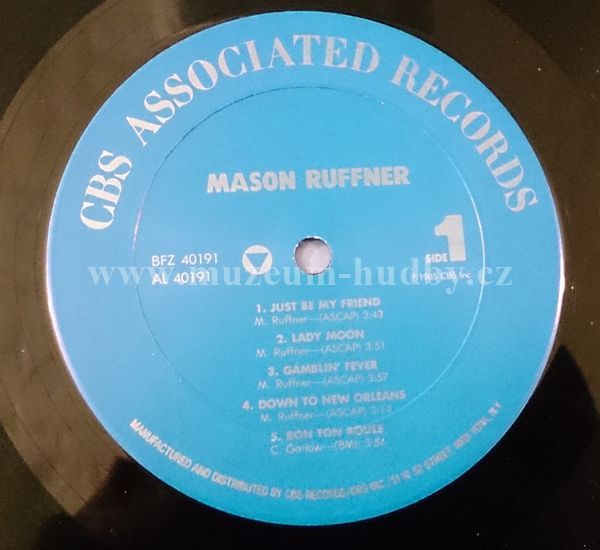 CBS ASSOCIATED RECORDS
MASON RUFFNER
BFZ 40191
AL 40191
SIDE 1
℗ 1985 CBS Inc.
www.muzeum-hudby.cz
1. JUST BE MY FRIEND
M. Ruffner—(ASCAP) 3:43
2. LADY MOON
M. Ruffner—(ASCAP) 3:51
3. GAMBLIN' FEVER
M. Ruffner—(ASCAP) 3:57
4. DOWN TO NEW ORLEANS
M. Ruffner—(ASCAP) 3:14
5. BON TON ROULE
C. Garlow—(BMI) 3:54
MANUFACTURED AND DISTRIBUTED BY CBS RECORDS/CBS INC./51 W. 52 STREET, NEW YORK, N.Y.